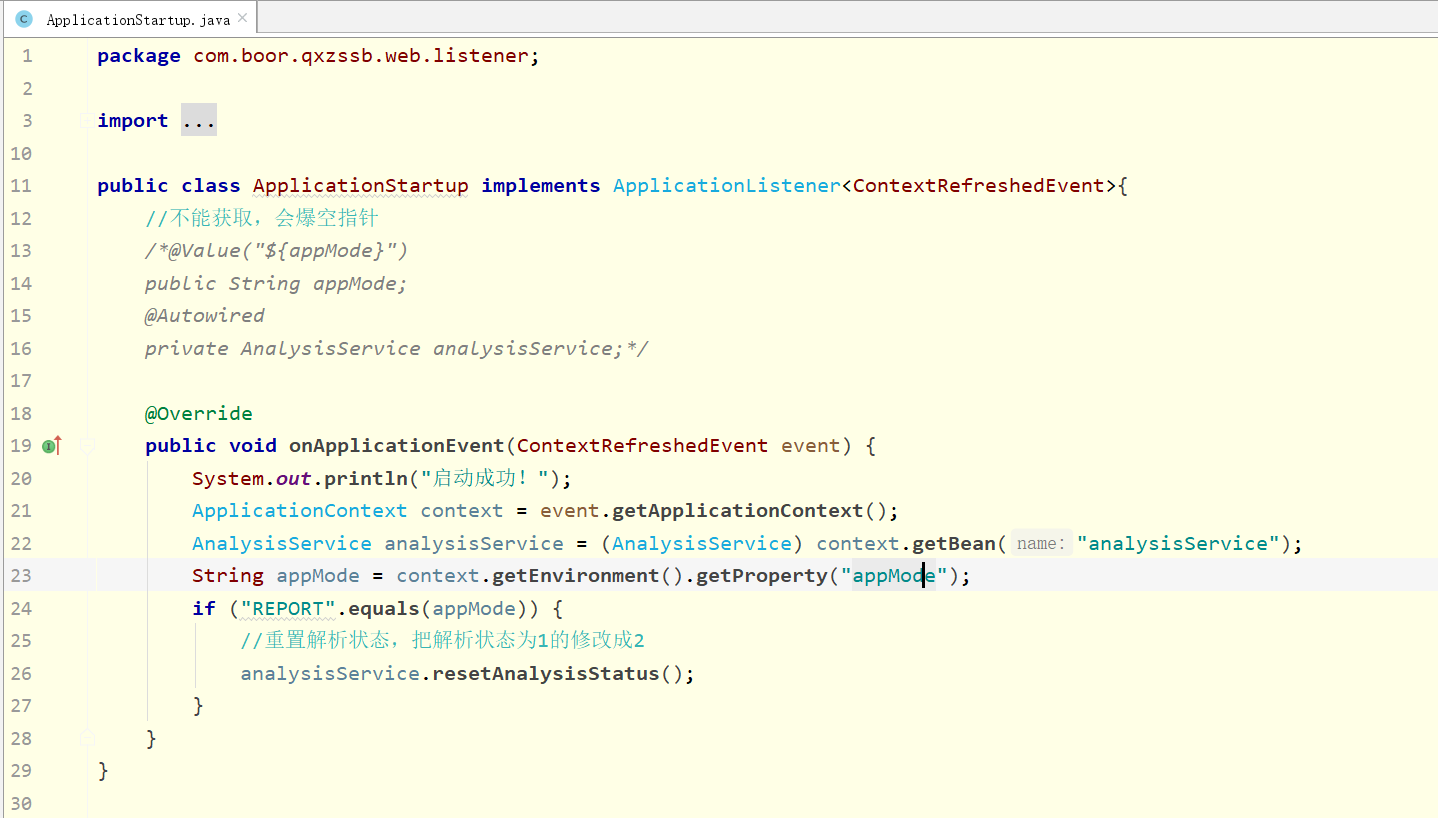 C ApplicationStartup.java ×
1 package com.boor.qxzssb.web.listener;
2
3 import ...
10
11 public class ApplicationStartup implements ApplicationListener<ContextRefreshedEvent>{
12 //不能获取，会爆空指针
13 /*@Value("${appMode}")
14 public String appMode;
15 @Autowired
16 private AnalysisService analysisService;*/
17
18 @Override
19 public void onApplicationEvent(ContextRefreshedEvent event) {
20 System.out.println("启动成功！");
21 ApplicationContext context = event.getApplicationContext();
22 AnalysisService analysisService = (AnalysisService) context.getBean( name: "analysisService");
23 String appMode = context.getEnvironment().getProperty("appMode");
24 if ("REPORT".equals(appMode)) {
25 //重置解析状态，把解析状态为1的修改成2
26 analysisService.resetAnalysisStatus();
27 }
28 }
29 }
30